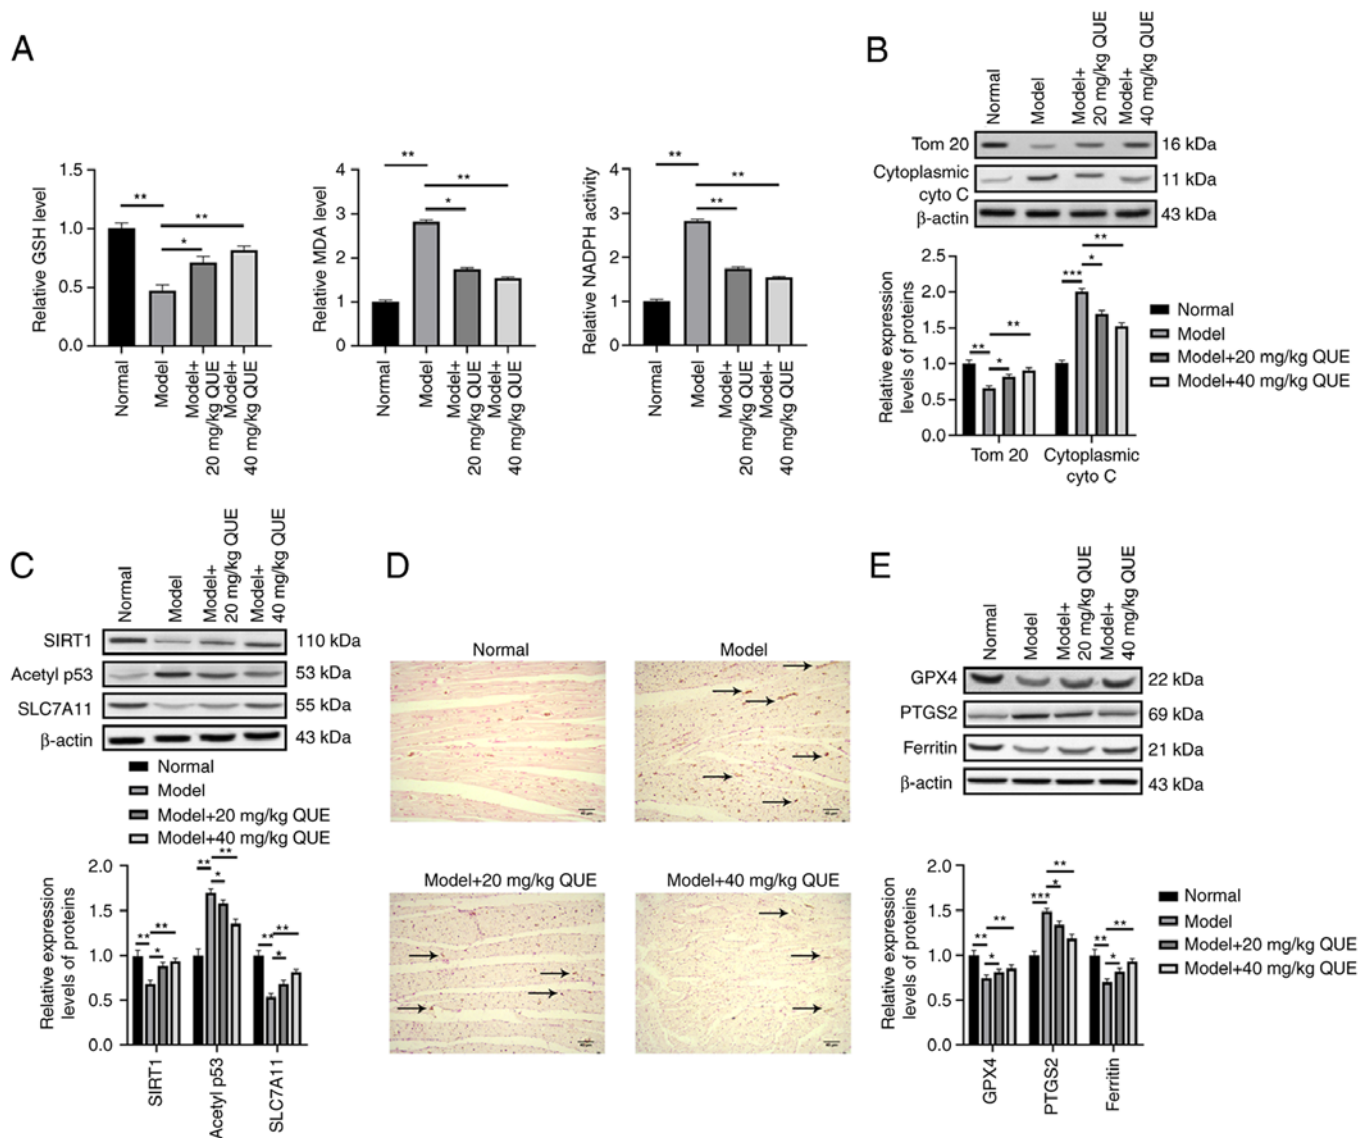 A
Relative GSH level
1.5
1.0
0.5
0.0
**
**
*
Normal
Model
Model+
20 mg/kg QUE
Model+
40 mg/kg QUE
Relative MDA level
4
3
2
1
0
**
**
*
Normal
Model
Model+
20 mg/kg QUE
Model+
40 mg/kg QUE
Relative NADPH activity
4
3
2
1
0
**
**
**
Normal
Model
Model+
20 mg/kg QUE
Model+
40 mg/kg QUE
B
Normal
Model
Model+
20 mg/kg QUE
Model+
40 mg/kg QUE
Tom 20 16 kDa
Cytoplasmic
cyto C 11 kDa
β-actin 43 kDa
Relative expression
levels of proteins
2.5
2.0
1.5
1.0
0.5
0.0
**
*
**
***
*
**
Tom 20
Cytoplasmic
cyto C
Normal
Model
Model+20 mg/kg QUE
Model+40 mg/kg QUE
C
Normal
Model
Model+
20 mg/kg QUE
Model+
40 mg/kg QUE
SIRT1 110 kDa
Acetyl p53 53 kDa
SLC7A11 55 kDa
β-actin 43 kDa
Normal
Model
Model+20 mg/kg QUE
Model+40 mg/kg QUE
Relative expression
levels of proteins
2.0
1.5
1.0
0.5
0.0
**
*
**
**
*
**
**
*
**
SIRT1
Acetyl p53
SLC7A11
D
Normal
Model
Model+20 mg/kg QUE
Model+40 mg/kg QUE
E
Normal
Model
Model+
20 mg/kg QUE
Model+
40 mg/kg QUE
GPX4 22 kDa
PTGS2 69 kDa
Ferritin 21 kDa
β-actin 43 kDa
Relative expression
levels of proteins
2.0
1.5
1.0
0.5
0.0
**
*
**
***
*
**
**
*
**
GPX4
PTGS2
Ferritin
Normal
Model
Model+20 mg/kg QUE
Model+40 mg/kg QUE